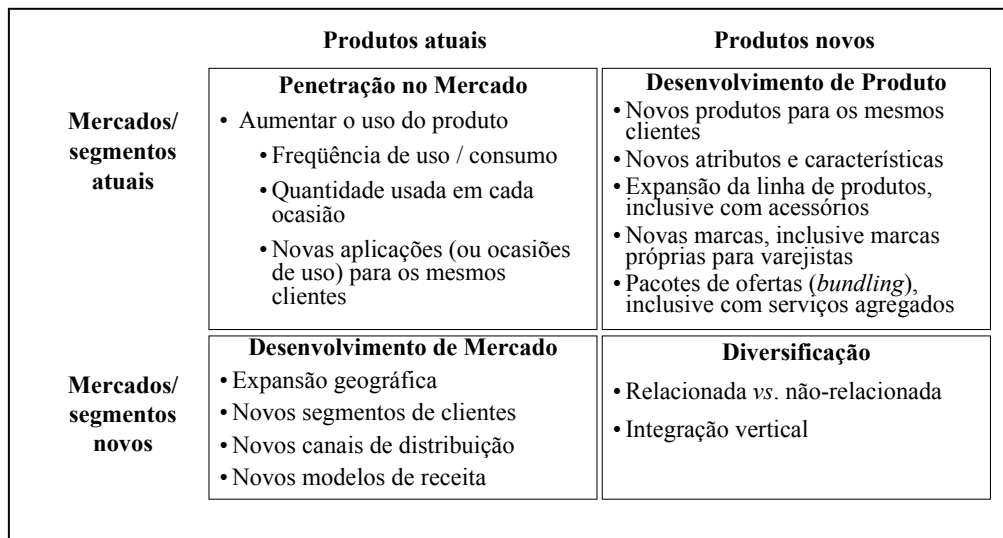 Produtos atuais
Produtos novos
Mercados/
segmentos
atuais
Penetração no Mercado
• Aumentar o uso do produto
• Freqüência de uso / consumo
• Quantidade usada em cada
ocasião
• Novas aplicações (ou ocasiões
de uso) para os mesmos
clientes
Desenvolvimento de Produto
• Novos produtos para os mesmos
clientes
• Novos atributos e características
• Expansão da linha de produtos,
inclusive com acessórios
• Novas marcas, inclusive marcas
próprias para varejistas
• Pacotes de ofertas (bundling),
inclusive com serviços agregados
Mercados/
segmentos
novos
Desenvolvimento de Mercado
• Expansão geográfica
• Novos segmentos de clientes
• Novos canais de distribuição
• Novos modelos de receita
Diversificação
• Relacionada vs. não-relacionada
• Integração vertical